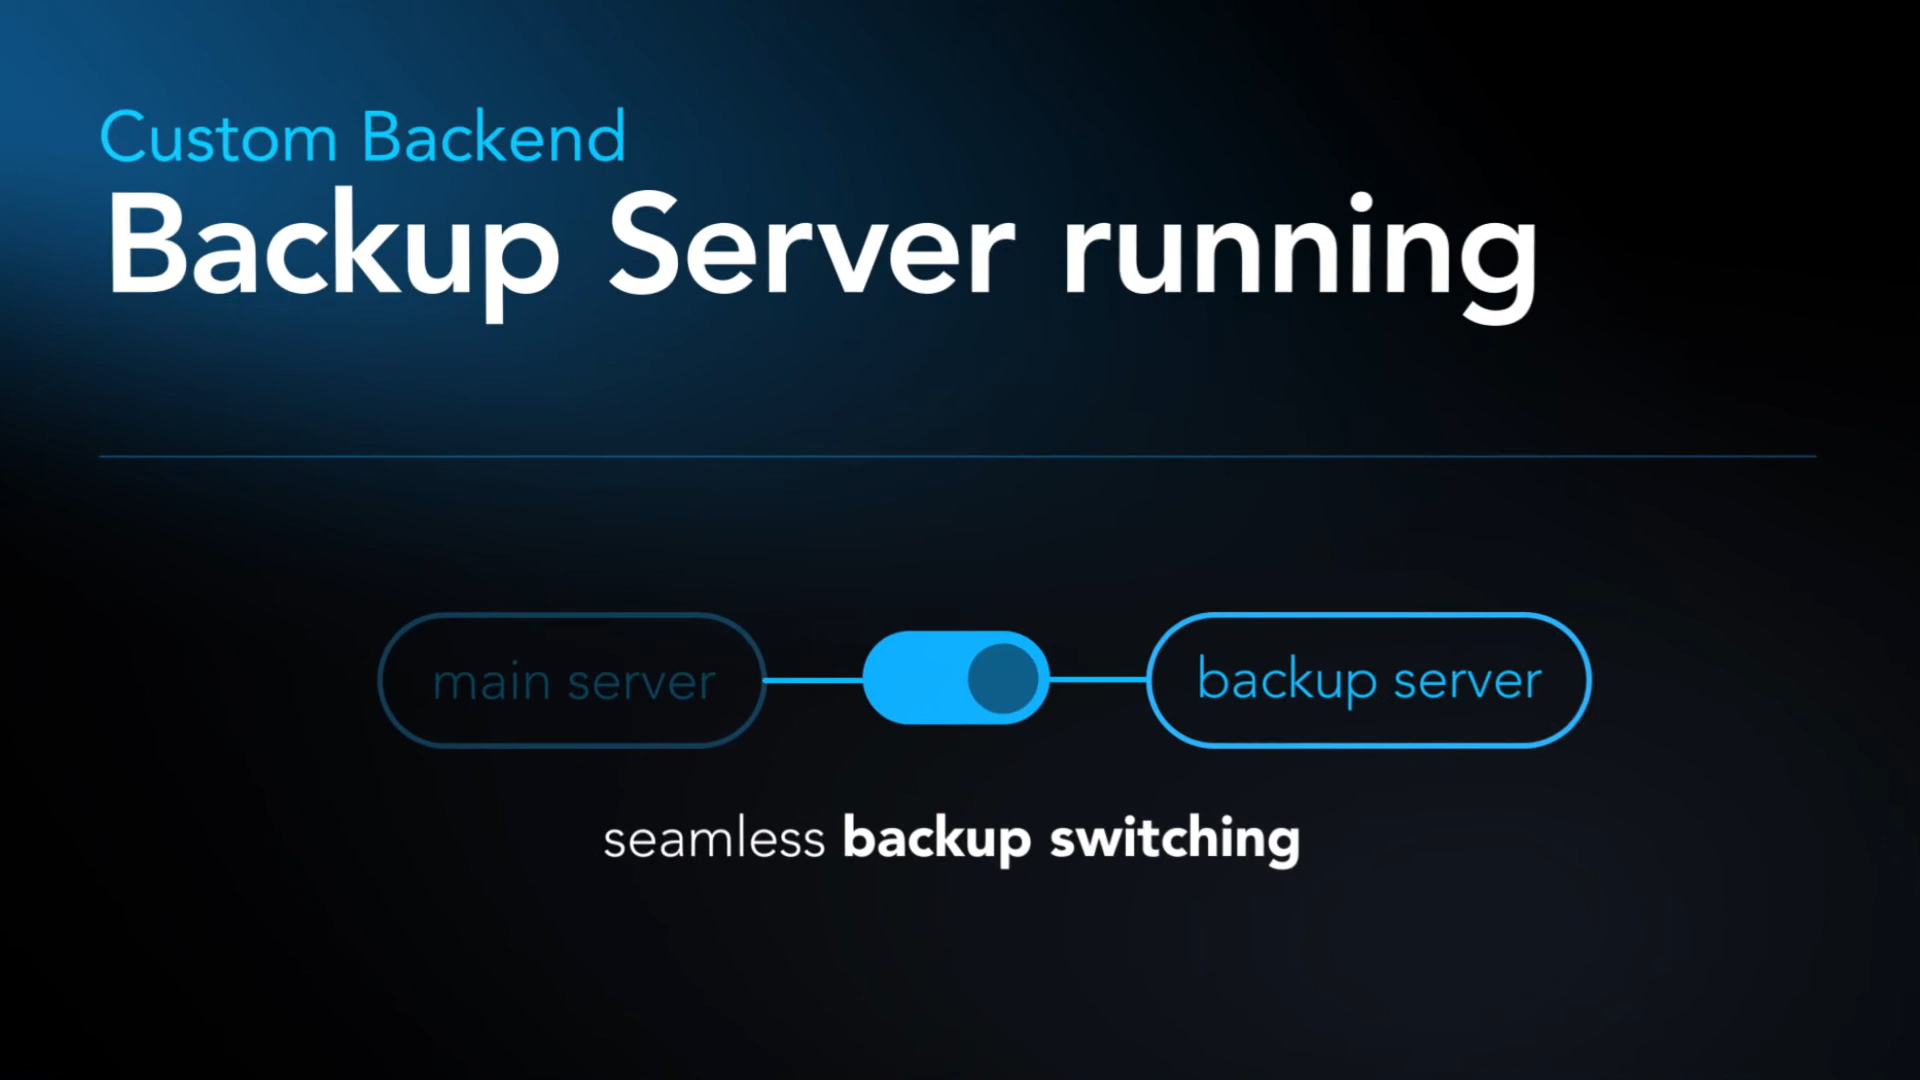 Custom Backend
Backup Server running
main server
backup server
seamless backup switching